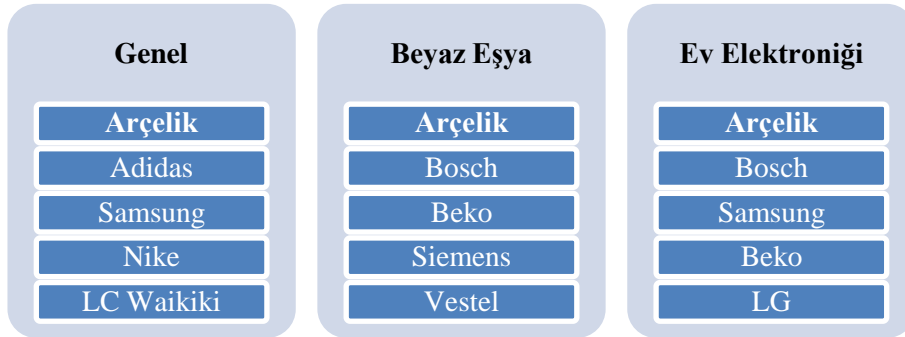 Genel
Arçelik
Adidas
Samsung
Nike
LC Waikiki
Beyaz Eşya
Arçelik
Bosch
Beko
Siemens
Vestel
Ev Elektroniği
Arçelik
Bosch
Samsung
Beko
LG